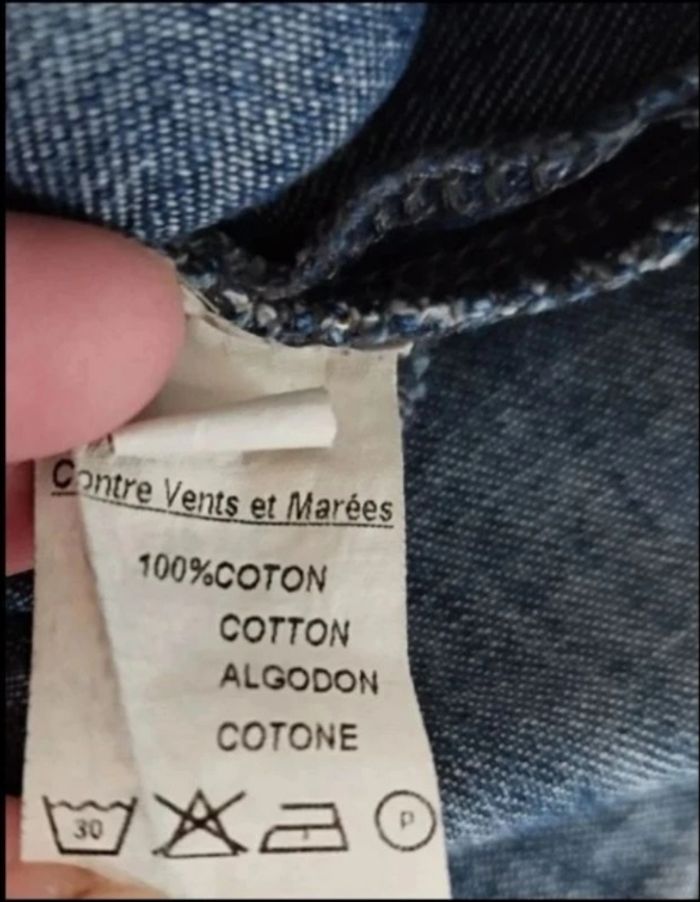 Contre Vents et Marées
100%COTON
COTTON
ALGODON
COTONE
30
P